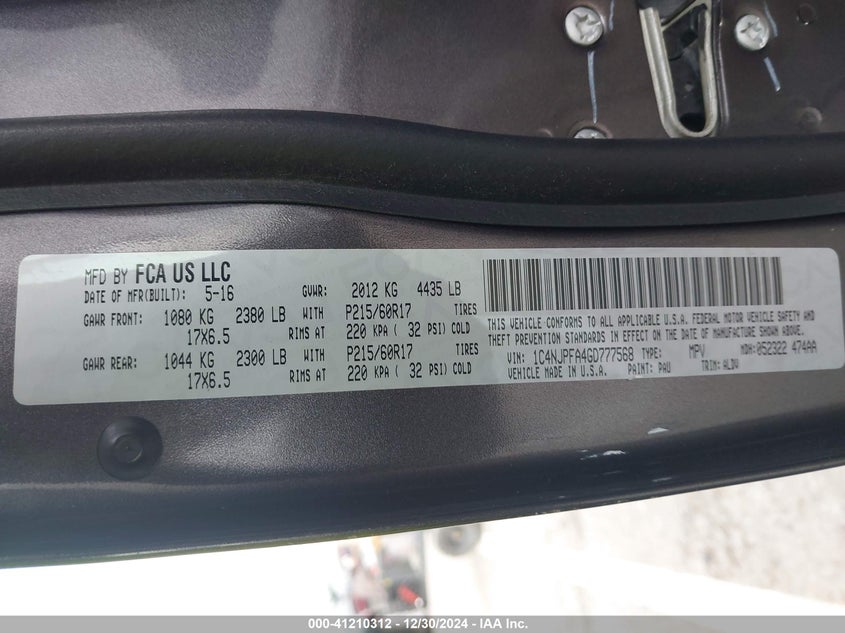 MFD BY FCA US LLC
DATE OF MFR(BUILT): 5-16 GVWR: 2012 KG 4435 LB
GAWR FRONT: 1080 KG 2380 LB WITH P215/60R17 TIRES
17X6.5 RIMS AT 220 KPA ( 32 PSI) COLD
GAWR REAR: 1044 KG 2300 LB WITH P215/60R17 TIRES
17X6.5 RIMS AT 220 KPA ( 32 PSI) COLD
THIS VEHICLE CONFORMS TO ALL APPLICABLE U.S.A. FEDERAL MOTOR VEHICLE SAFETY AND
THEFT PREVENTION STANDARDS IN EFFECT ON THE DATE OF MANUFACTURE SHOWN ABOVE.
VIN: 1C4NJPFA4GD777568 TYPE: MPV MDH: 052322 474AA
VEHICLE MADE IN U.S.A. PAINT: PAU TRIM: ALDV
000-41210312 - 12/30/2024 - IAA Inc.